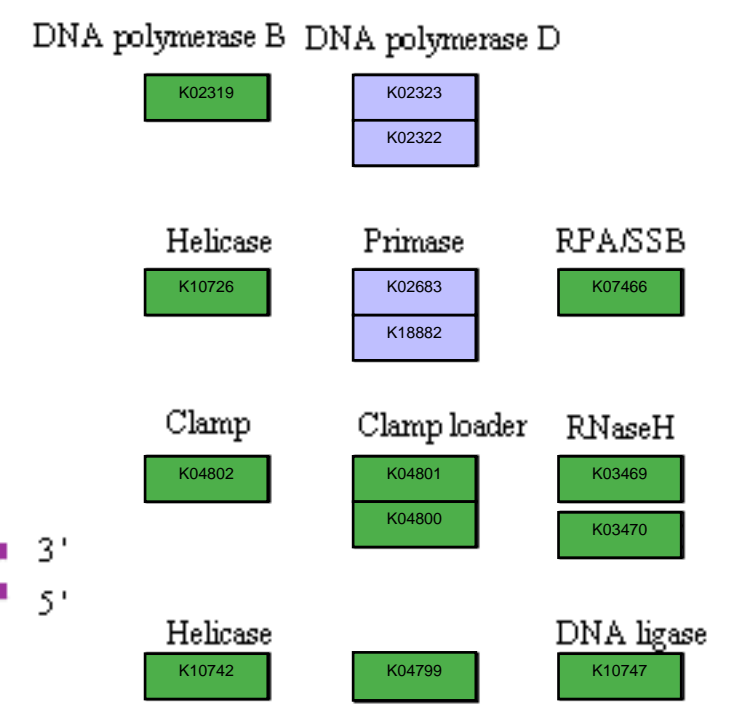 DNA polymerase B DNA polymerase D
K02319 K02323
K02322
Helicase Primase RPA/SSB
K10726 K02683 K07466
K18882
Clamp Clamp loader RNaseH
K04802 K04801 K03469
K04800
K03470
3'
5'
Helicase DNA ligase
K10742 K04799 K10747